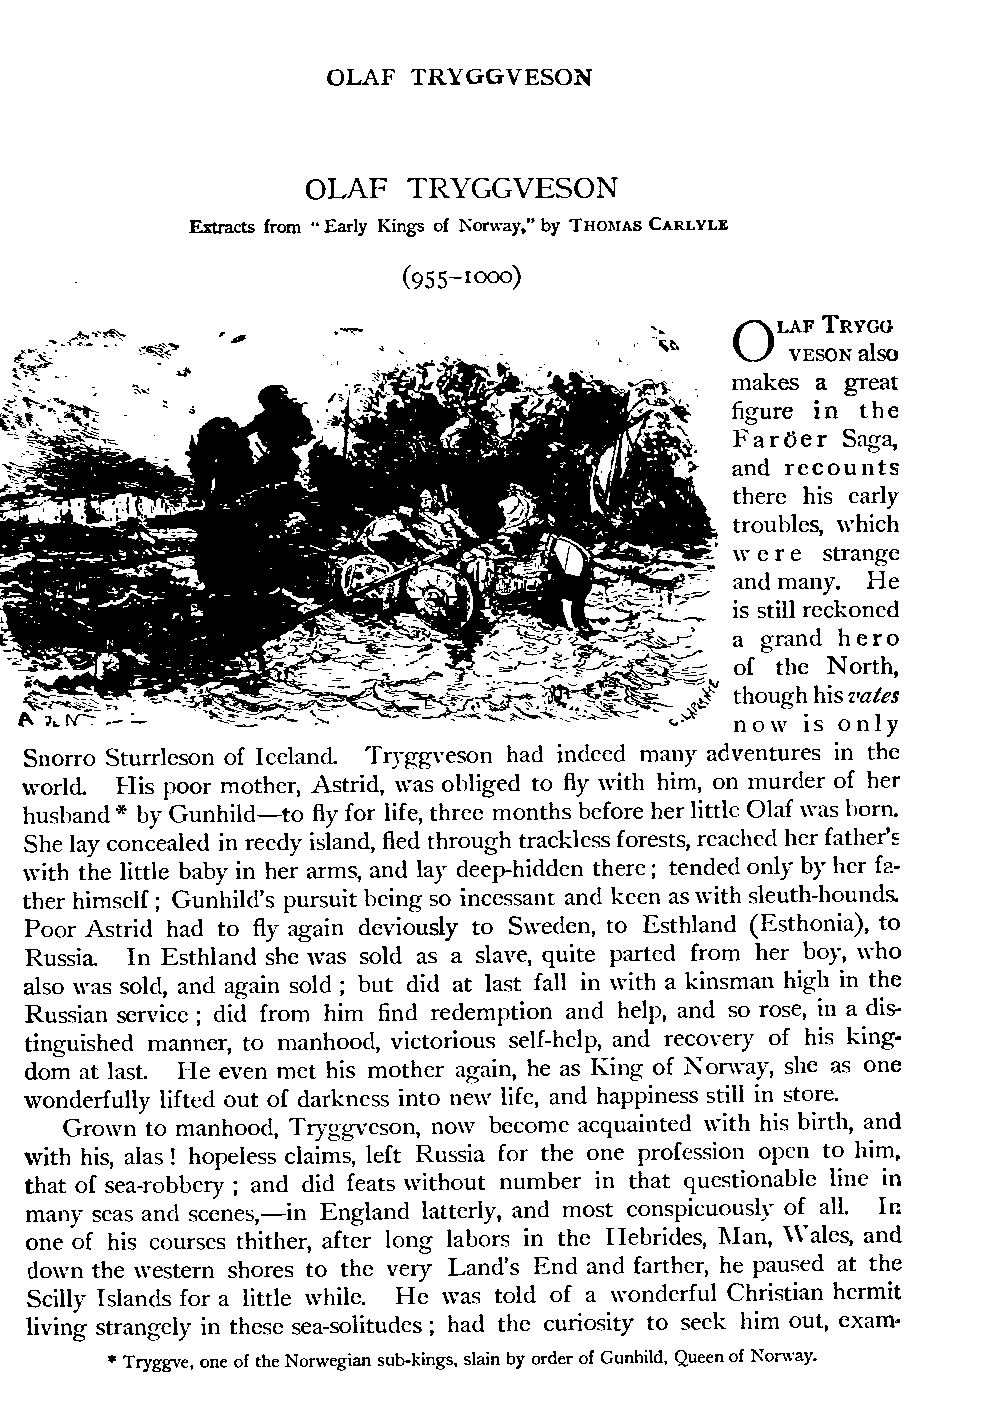 OLAF TRYGGVESON
OLAF TRYGGVESON
Extracts from "Early Kings of Norway," by THOMAS CARLYLE
(955-1000)
OLAF TRYGG
VESON also
makes a great
figure in the
Faröer Saga,
and recounts
there his early
troubles, which
were strange
and many. He
is still reckoned
a grand hero
of the North,
though his vates
now is only
Snorro Sturrleson of Iceland. Tryggveson had indeed many adventures in the
world. His poor mother, Astrid, was obliged to fly with him, on murder of her
husband * by Gunhild—to fly for life, three months before her little Olaf was born.
She lay concealed in reedy island, fled through trackless forests, reached her father's
with the little baby in her arms, and lay deep-hidden there; tended only by her fa-
ther himself; Gunhild's pursuit being so incessant and keen as with sleuth-hounds.
Poor Astrid had to fly again deviously to Sweden, to Esthland (Esthonia), to
Russia. In Esthland she was sold as a slave, quite parted from her boy, who
also was sold, and again sold; but did at last fall in with a kinsman high in the
Russian service; did from him find redemption and help, and so rose, in a dis-
tinguished manner, to manhood, victorious self-help, and recovery of his king-
dom at last. He even met his mother again, he as King of Norway, she as one
wonderfully lifted out of darkness into new life, and happiness still in store.
Grown to manhood, Tryggveson, now become acquainted with his birth, and
with his, alas! hopeless claims, left Russia for the one profession open to him,
that of sea-robbery; and did feats without number in that questionable line in
many seas and scenes,—in England latterly, and most conspicuously of all. In
one of his courses thither, after long labors in the Hebrides, Man, Wales, and
down the western shores to the very Land's End and farther, he paused at the
Scilly Islands for a little while. He was told of a wonderful Christian hermit
living strangely in these sea-solitudes; had the curiosity to seek him out, exam-
* Tryggve, one of the Norwegian sub-kings, slain by order of Gunhild, Queen of Norway.